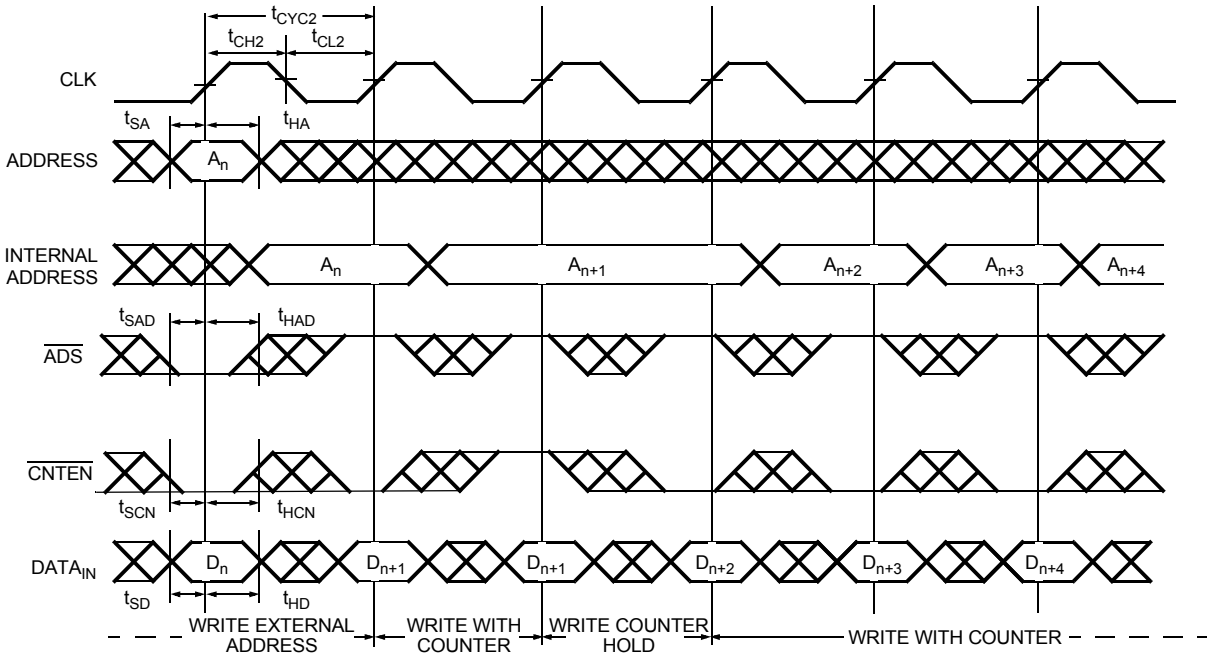 tCYC2
tCH2 tCL2
CLK
tSA tHA
ADDRESS An
INTERNAL
ADDRESS
An An+1 An+2 An+3 An+4
tSAD tHAD
ADS
CNTEN
tSCN tHCN
DATAIN Dn Dn+1 Dn+1 Dn+2 Dn+3 Dn+4
tSD tHD
WRITE EXTERNAL
ADDRESS
WRITE WITH
COUNTER
WRITE COUNTER
HOLD
WRITE WITH COUNTER